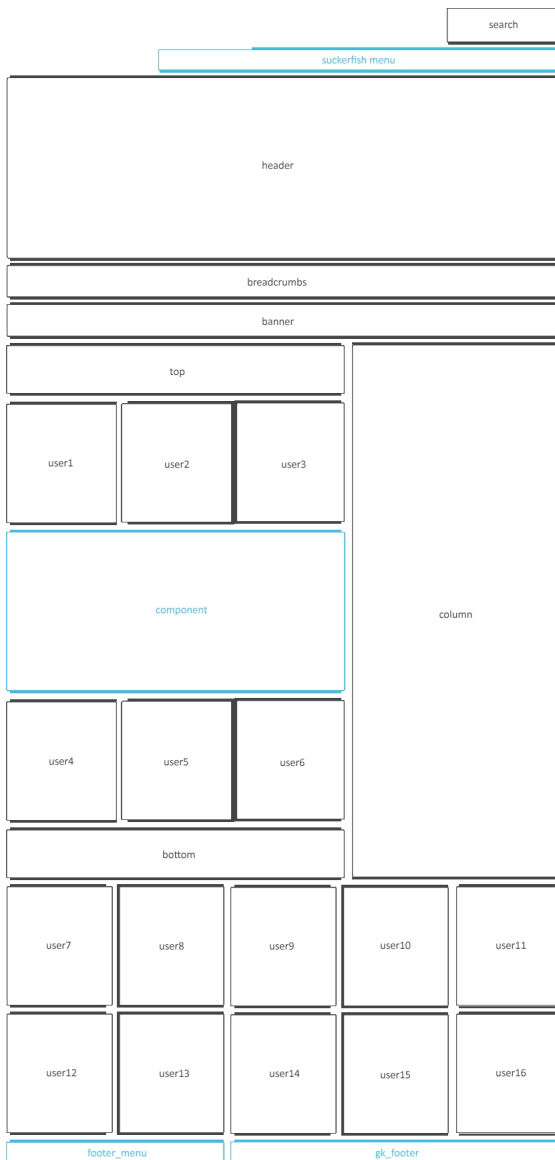 search
suckerfish menu
header
breadcrumbs
banner
top
user1
user2
user3
component
column
user4
user5
user6
bottom
user7
user8
user9
user10
user11
user12
user13
user14
user15
user16
footer_menu
gk_footer